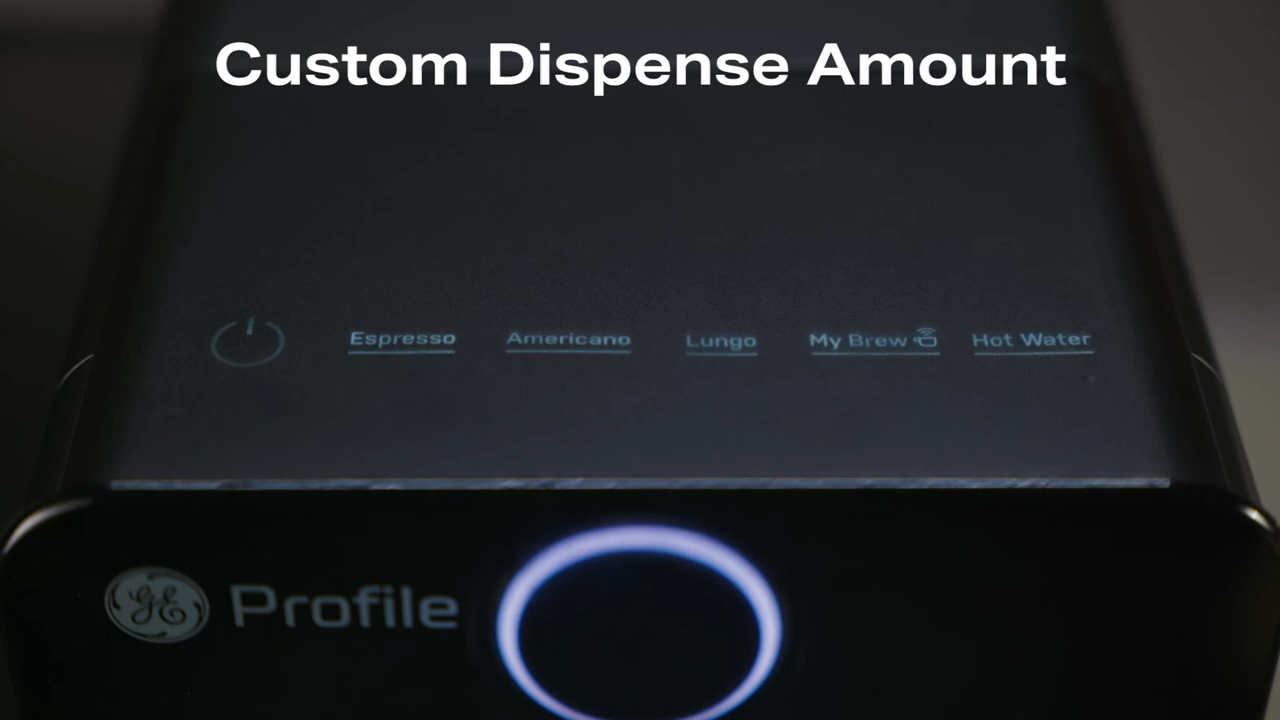 Custom Dispense Amount
Espresso Americano Lungo My Brew Hot Water
GE Profile